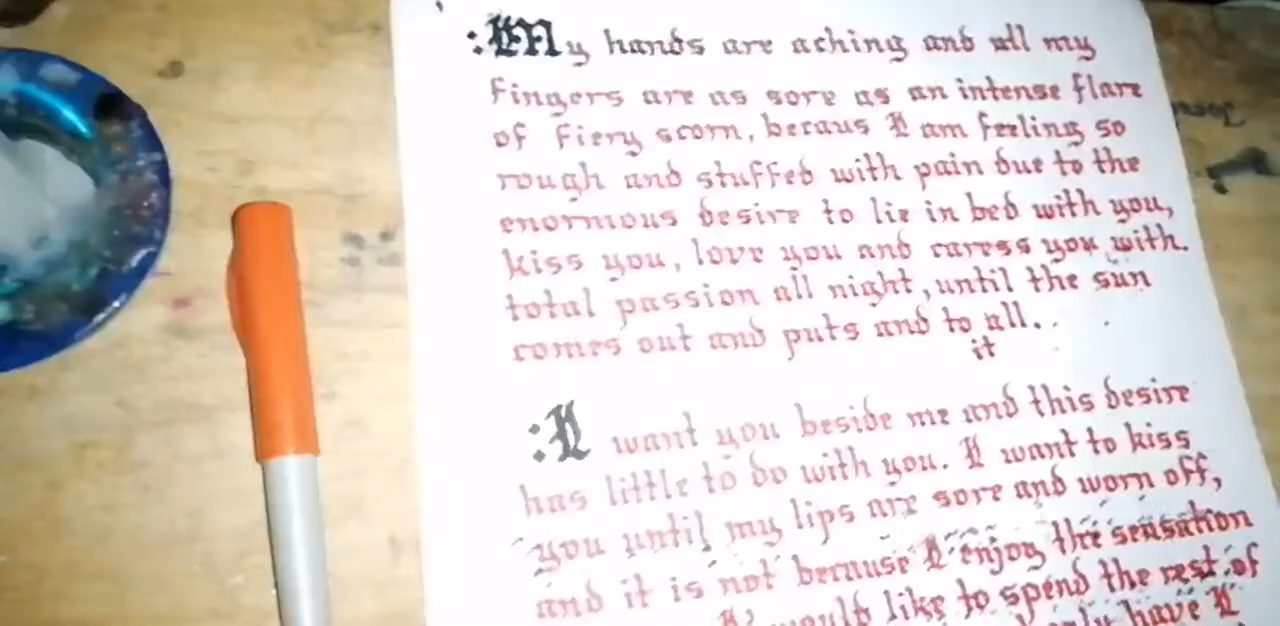 :My hands are aching and all my
fingers are as sore as an intense flare
of fiery scorn, becaus I am feeling so
rough and stuffed with pain due to the
enormous desire to lie in bed with you,
kiss you, love you and caress you with.
total passion all night, until the sun
comes out and puts and to all.
it
:I want you beside me and this desire
has little to do with you. I want to kiss
you until my lips are sore and worn off,
and it is not because I enjoy the sensation
would like to spend the rest of
have I